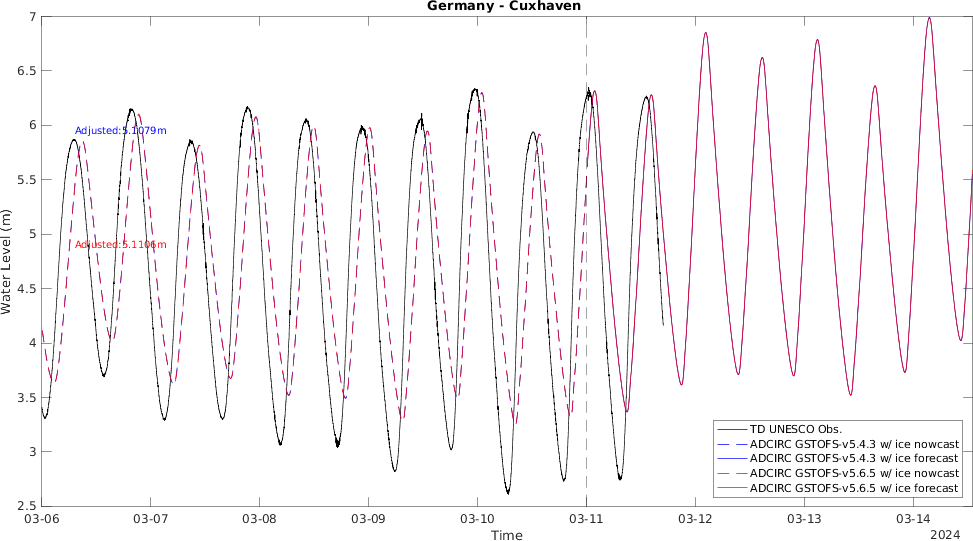 Germany - Cuxhaven
7
6.5
6
5.5
5
4.5
4
3.5
3
2.5
Water Level (m)
Adjusted:5.1079m
Adjusted:5.1106m
TD UNESCO Obs.
ADCIRC GSTOFS-v5.4.3 w/ ice nowcast
ADCIRC GSTOFS-v5.4.3 w/ ice forecast
ADCIRC GSTOFS-v5.6.5 w/ ice nowcast
ADCIRC GSTOFS-v5.6.5 w/ ice forecast
03-06 03-07 03-08 03-09 03-10 03-11 03-12 03-13 03-14
Time
2024